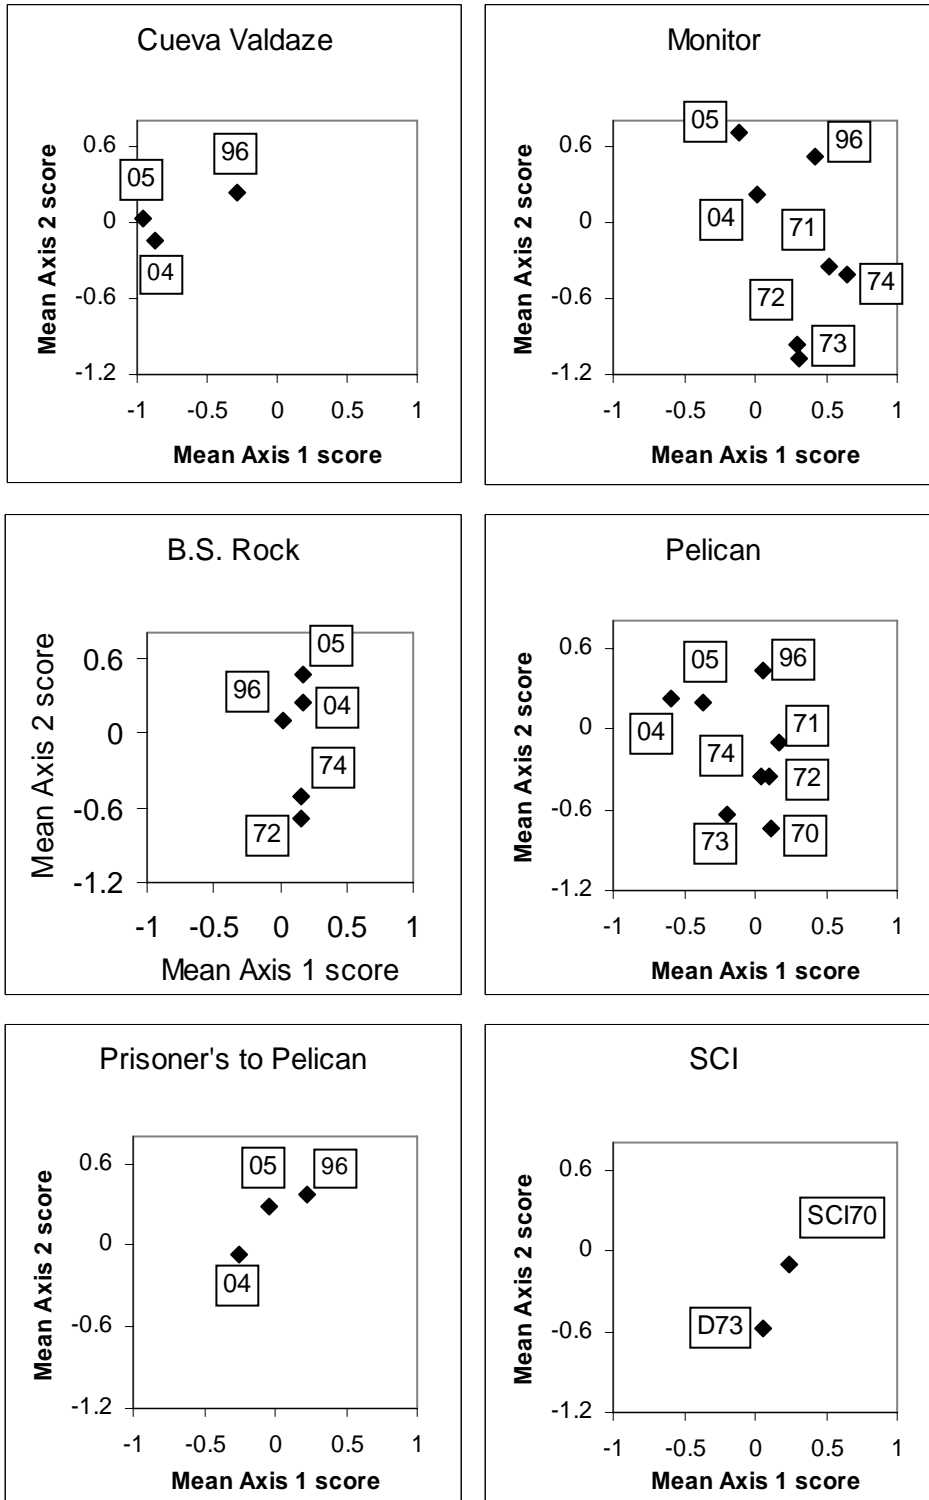 Cueva Valdaze
Mean Axis 2 score
0.6
0
-0.6
-1.2
05
96
04
-1 -0.5 0 0.5 1
Mean Axis 1 score
Monitor
Mean Axis 2 score
0.6
0
-0.6
-1.2
05
96
04
71
74
72
73
-1 -0.5 0 0.5 1
Mean Axis 1 score
B.S. Rock
Mean Axis 2 score
0.6
0
-0.6
-1.2
05
96
04
74
72
-1 -0.5 0 0.5 1
Mean Axis 1 score
Pelican
Mean Axis 2 score
0.6
0
-0.6
-1.2
05
96
04
71
74
72
73
70
-1 -0.5 0 0.5 1
Mean Axis 1 score
Prisoner's to Pelican
Mean Axis 2 score
0.6
0
-0.6
-1.2
05
96
04
-1 -0.5 0 0.5 1
Mean Axis 1 score
SCI
Mean Axis 2 score
0.6
0
-0.6
-1.2
SCI70
D73
-1 -0.5 0 0.5 1
Mean Axis 1 score